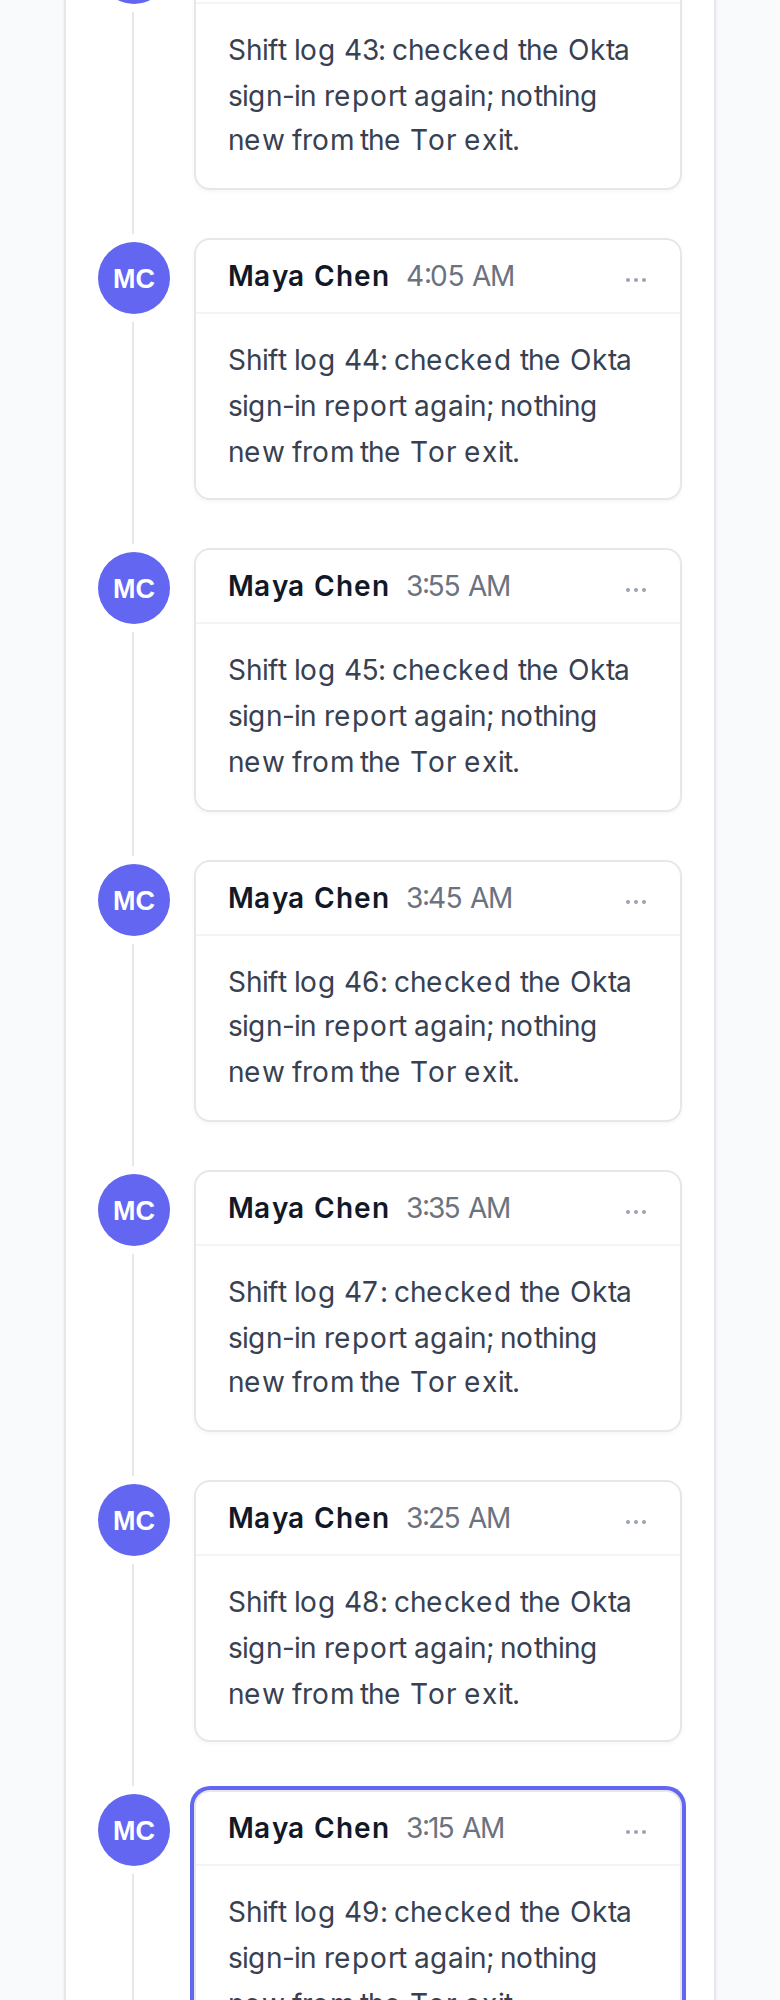 Shift log 43: checked the Okta
sign-in report again; nothing
new from the Tor exit.
MC
Maya Chen 4:05 AM
Shift log 44: checked the Okta
sign-in report again; nothing
new from the Tor exit.
MC
Maya Chen 3:55 AM
Shift log 45: checked the Okta
sign-in report again; nothing
new from the Tor exit.
MC
Maya Chen 3:45 AM
Shift log 46: checked the Okta
sign-in report again; nothing
new from the Tor exit.
MC
Maya Chen 3:35 AM
Shift log 47: checked the Okta
sign-in report again; nothing
new from the Tor exit.
MC
Maya Chen 3:25 AM
Shift log 48: checked the Okta
sign-in report again; nothing
new from the Tor exit.
MC
Maya Chen 3:15 AM
Shift log 49: checked the Okta
sign-in report again; nothing